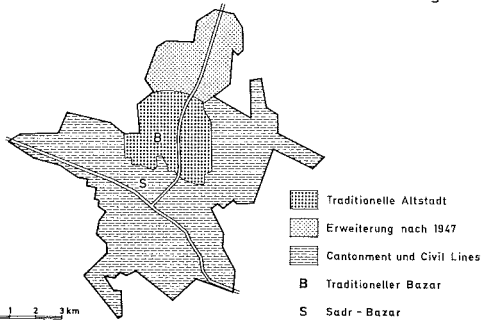 B
S
Traditionelle Altstadt
Erweiterung nach 1947
Cantonment und Civil Lines
B Traditioneller Bazar
S Sadr - Bazar
1 2 3 km